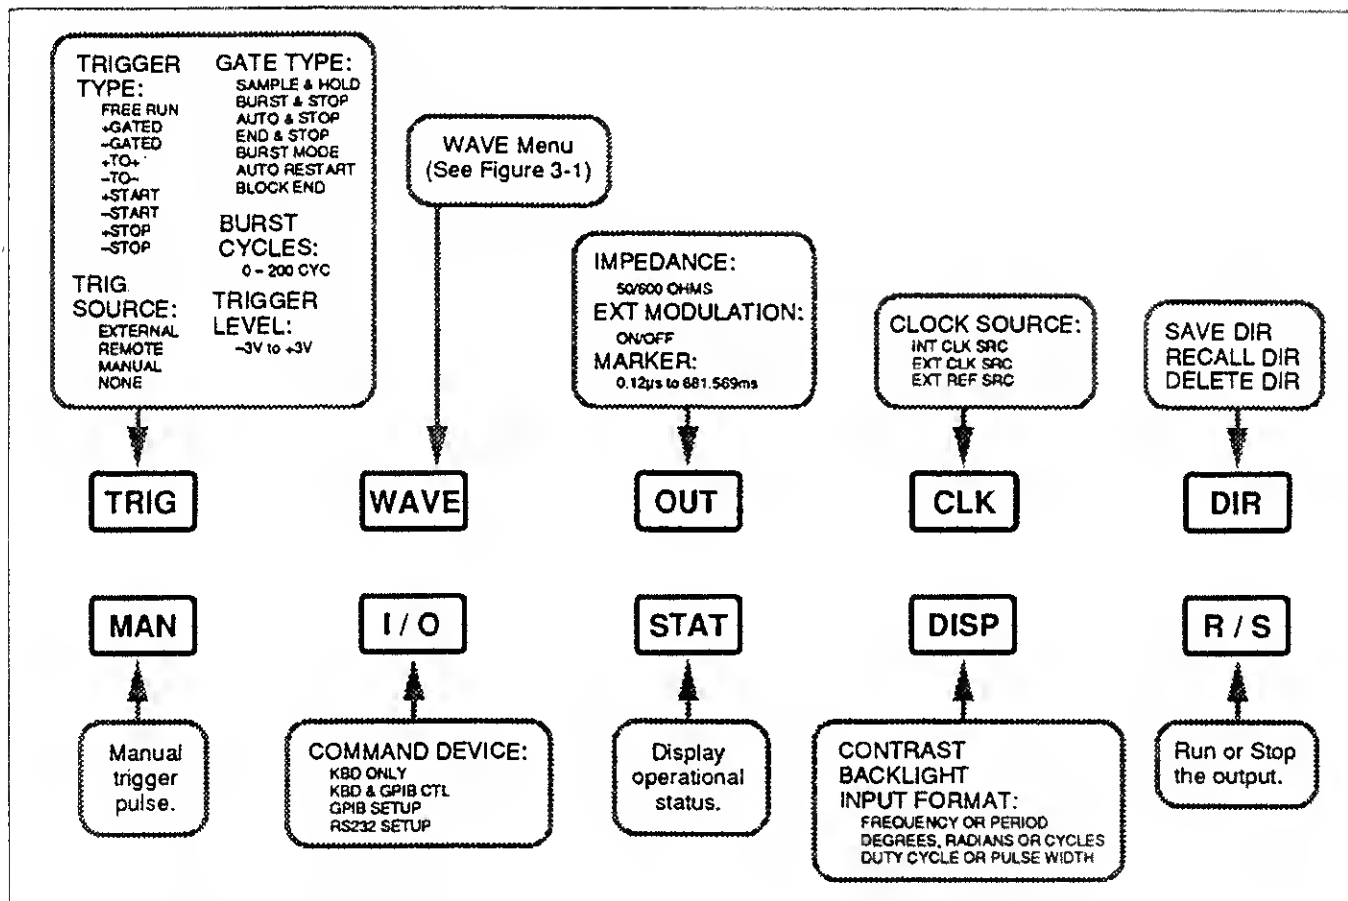 TRIGGER
TYPE:
FREE RUN
+GATED
–GATED
+TO+
–TO–
+START
–START
+STOP
–STOP
TRIG
SOURCE:
EXTERNAL
REMOTE
MANUAL
NONE
GATE TYPE:
SAMPLE & HOLD
BURST & STOP
AUTO & STOP
END & STOP
BURST MODE
AUTO RESTART
BLOCK END
BURST
CYCLES:
0 – 200 CYC
TRIGGER
LEVEL:
–3V to +3V
WAVE Menu
(See Figure 3-1)
IMPEDANCE:
50/600 OHMS
EXT MODULATION:
ON/OFF
MARKER:
0.12µs to 681.569ms
CLOCK SOURCE:
INT CLK SRC
EXT CLK SRC
EXT REF SRC
SAVE DIR
RECALL DIR
DELETE DIR
TRIG
WAVE
OUT
CLK
DIR
MAN
I / O
STAT
DISP
R / S
Manual
trigger
pulse.
COMMAND DEVICE:
KBD ONLY
KBD & GPIB CTL
GPIB SETUP
RS232 SETUP
Display
operational
status.
CONTRAST
BACKLIGHT
INPUT FORMAT:
FREQUENCY OR PERIOD
DEGREES, RADIANS OR CYCLES
DUTY CYCLE OR PULSE WIDTH
Run or Stop
the output.